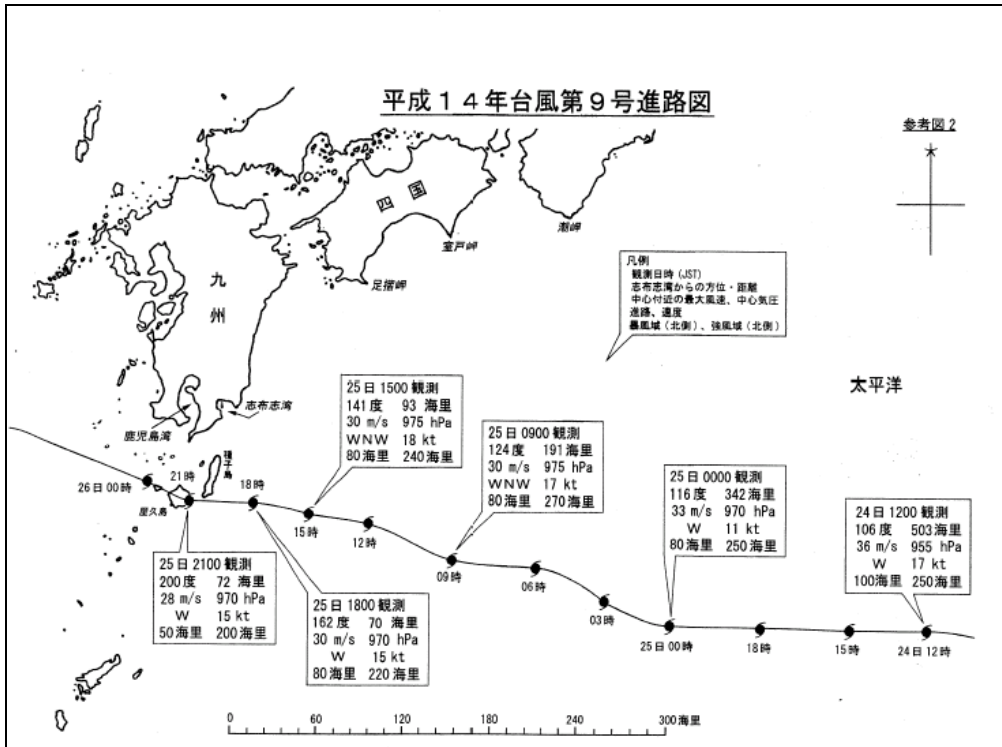 平成１４年台風第９号進路図
参考図2
四国
室戸岬
潮岬
足摺岬
九州
凡例
観測日時 (JST)
志布志湾からの方位・距離
中心付近の最大風速、中心気圧
進路、速度
暴風域（北側）、強風域（北側）
太平洋
志布志湾
鹿児島湾
種子島
屋久島
25日 1500 観測
141度 93 海里
30 m/s 975 hPa
WNW 18 kt
80海里 240海里
25日 0900 観測
124度 191海里
30 m/s 975 hPa
WNW 17 kt
80海里 270海里
25日 0000 観測
116度 342海里
33 m/s 970 hPa
W 11 kt
80海里 250海里
24日 1200 観測
106度 503海里
36 m/s 955 hPa
W 17 kt
100海里 250海里
26日 00時
21時
18時
15時
12時
09時
06時
03時
25日 00時
18時
15時
24日 12時
25日 2100 観測
200度 72 海里
28 m/s 970 hPa
W 15 kt
50海里 200海里
25日 1800 観測
162度 70 海里
30 m/s 970 hPa
W 15 kt
80海里 220海里
0 60 120 180 240 300 海里